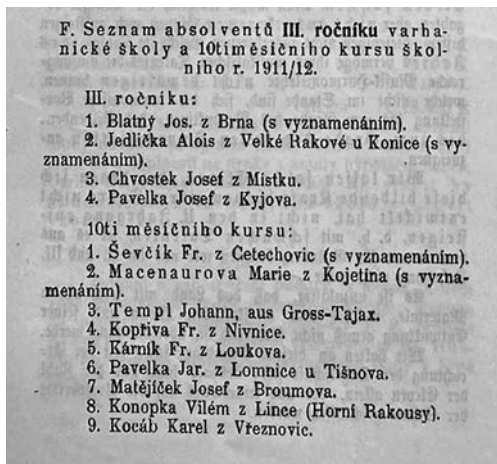 F. Seznam absolventů III. ročníku varha-
nické školy a 10timěsíčního kursu škol-
ního r. 1911/12.
III. ročníku:
1. Blatný Jos. z Brna (s vyznamenáním).
2. Jedlička Alois z Velké Rakové u Konice (s vy-
znamenáním).
3. Chvostek Josef z Místku.
4. Pavelka Josef z Kyjova.
10ti měsíčního kursu:
1. Ševčík Fr. z Cetechovic (s vyznamenáním).
2. Macenaurova Marie z Kojetína (s vyzna-
menáním).
3. Templ Johann, aus Gross-Tajax.
4. Kopřiva Fr. z Nivnice.
5. Kárník Fr. z Loukova.
6. Pavelka Jar. z Lomnice u Tišnova.
7. Matějíček Josef z Broumova.
8. Konopka Vilém z Lince (Horní Rakousy).
9. Kocáb Karel z Vřeznovic.